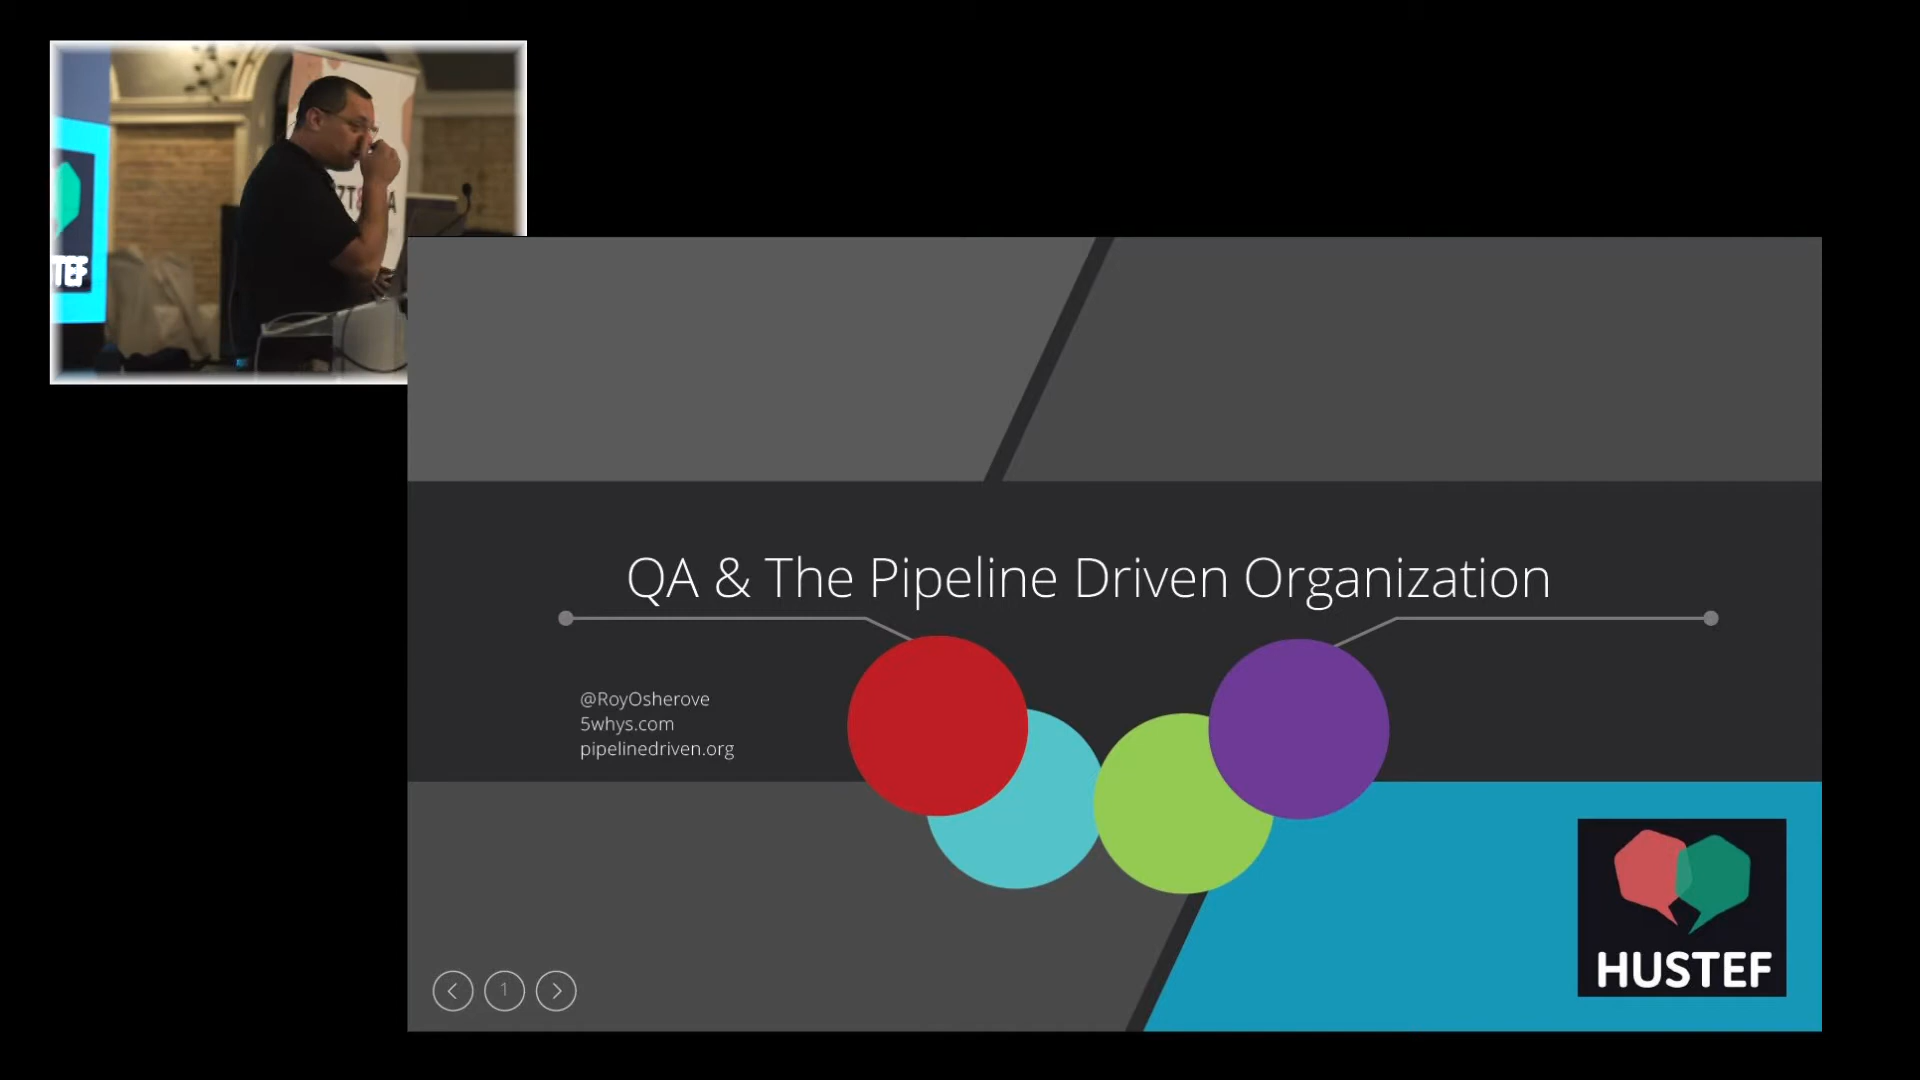 TEF
QA & The Pipeline Driven Organization
@RoyOsherove
5whys.com
pipelinedriven.org
1
HUSTEF